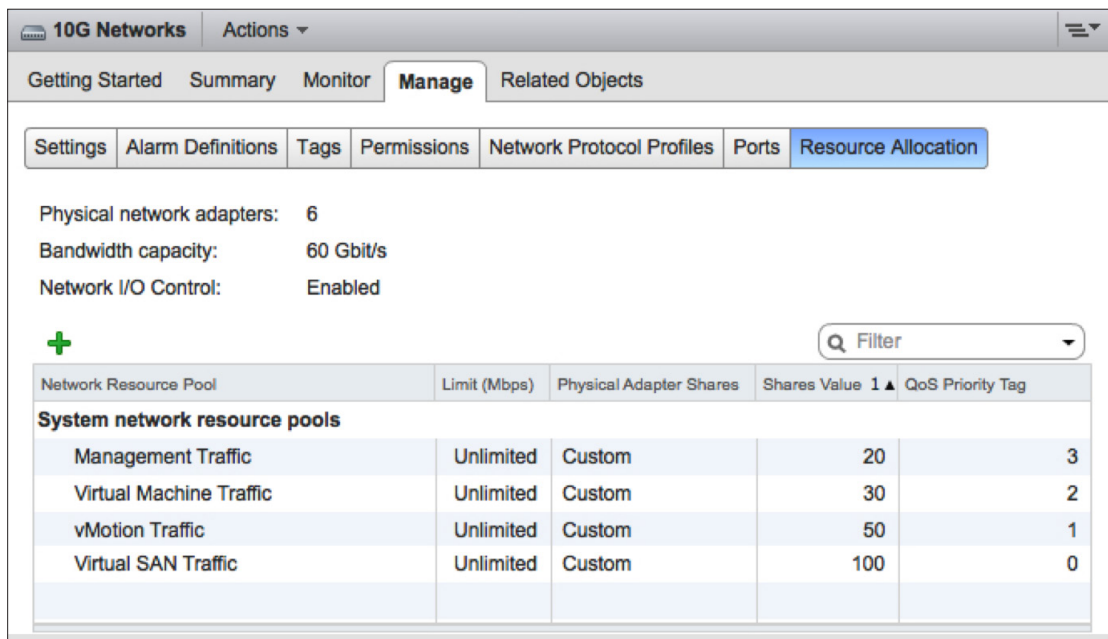 10G Networks Actions
Getting Started Summary Monitor Manage Related Objects
Settings Alarm Definitions Tags Permissions Network Protocol Profiles Ports Resource Allocation
Physical network adapters: 6
Bandwidth capacity: 60 Gbit/s
Network I/O Control: Enabled
Filter
Network Resource Pool Limit (Mbps) Physical Adapter Shares Shares Value 1 ▲ QoS Priority Tag
System network resource pools
Management Traffic Unlimited Custom 20 3
Virtual Machine Traffic Unlimited Custom 30 2
vMotion Traffic Unlimited Custom 50 1
Virtual SAN Traffic Unlimited Custom 100 0